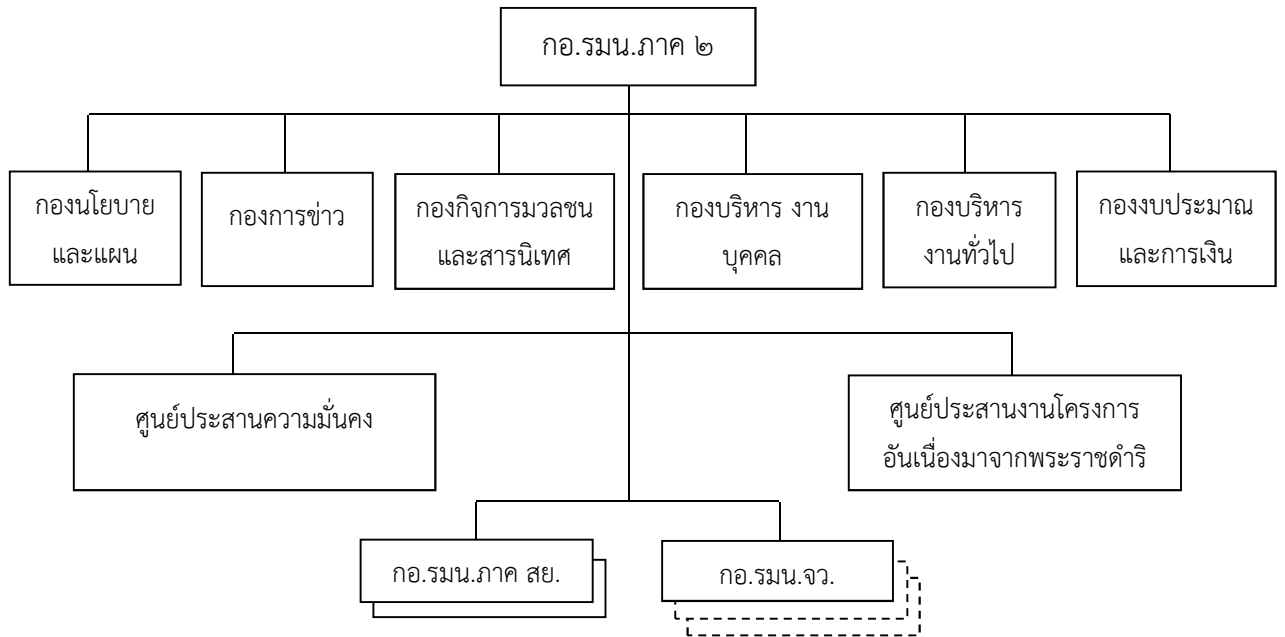 กอ.รมน.ภาค ๒
กองนโยบาย
และแผน
กองการข่าว
กองกิจการมวลชน
และสารนิเทศ
กองบริหาร งาน
บุคคล
กองบริหาร
งานทั่วไป
กองงบประมาณ
และการเงิน
ศูนย์ประสานความมั่นคง
ศูนย์ประสานงานโครงการ
อันเนื่องมาจากพระราชดำริ
กอ.รมน.ภาค สย.
กอ.รมน.จว.